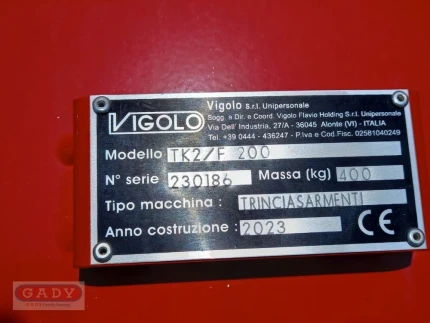 VIGOLO
Vigolo s.r.l. Unipersonale
Sogg. a Dir. e Coord. Vigolo Flavio Holding S.r.l. Unipersonale
Via Dell' Industria, 27/A - 36045 Alonte (VI) - ITALIA
Tel. +39 0444 - 436247 - P.Iva e Cod.Fisc. 02581040249
Modello TK2/F 200
N° serie 230186 Massa (kg) 400
Tipo macchina : TRINCIASARMENTI
Anno costruzione : 2023 CE
GADY